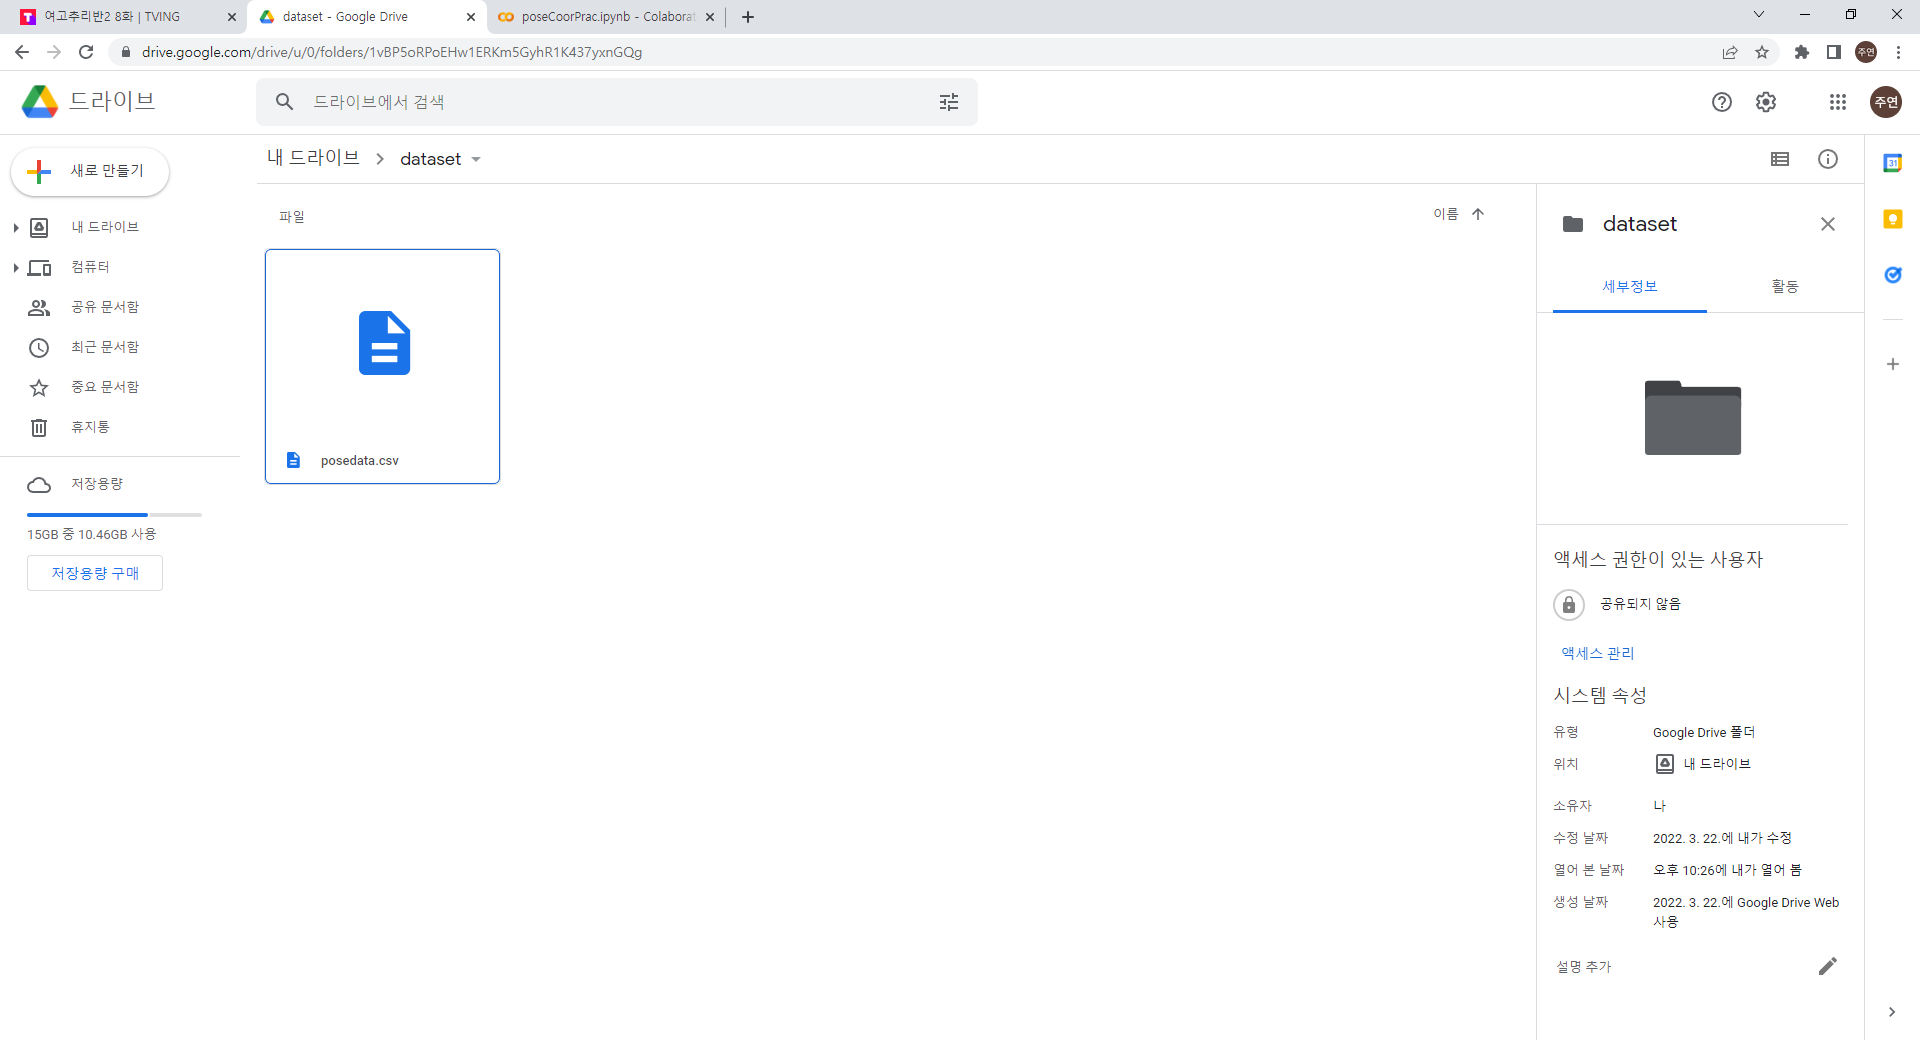 여고추리반2 8화 | TVING
dataset - Google Drive
poseCoorPrac.ipynb - Colaborat
drive.google.com/drive/u/0/folders/1vBP5oRPoEHw1ERKm5GyhR1K437yxnGQg
주연
드라이브
드라이브에서 검색
주연
새로 만들기
내 드라이브
컴퓨터
공유 문서함
최근 문서함
중요 문서함
휴지통
저장용량
15GB 중 10.46GB 사용
저장용량 구매
내 드라이브
dataset
파일
이름
posedata.csv
dataset
세부정보
활동
액세스 권한이 있는 사용자
공유되지 않음
액세스 관리
시스템 속성
유형 Google Drive 폴더
위치 내 드라이브
소유자 나
수정 날짜 2022. 3. 22.에 내가 수정
열어 본 날짜 오후 10:26에 내가 열어 봄
생성 날짜 2022. 3. 22.에 Google Drive Web
사용
설명 추가
31